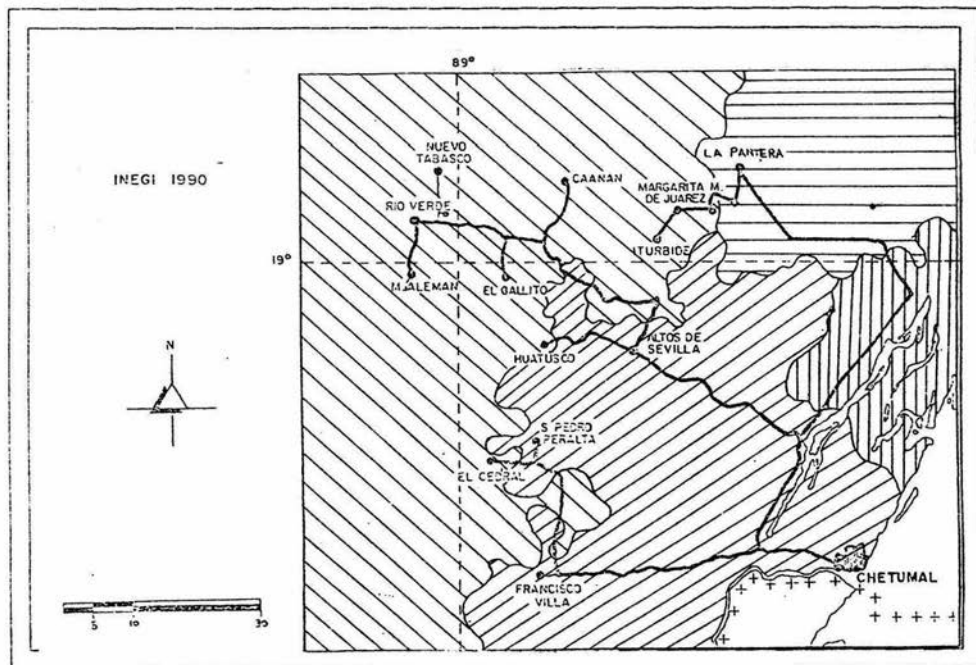 89°
NUEVO
TABASCO
LA PANTERA
INEGI 1990
CAANAN
MARGARITA M.
DE JUAREZ
RIO VERDE
ITURBIDE
19°
M. ALEMAN
EL GALLITO
N
ALTOS DE
SEVILLA
HUATUSCO
S. PEDRO
PERALTA
EL CEDRAL
CHETUMAL
FRANCISCO
VILLA
5 10 30